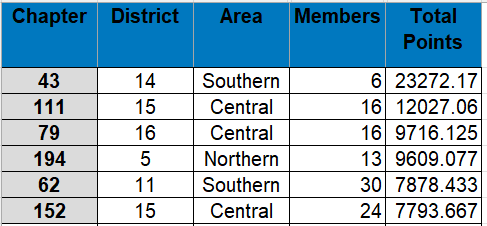 Chapter District Area Members Total Points
43 14 Southern 6 23272.17
111 15 Central 16 12027.06
79 16 Central 16 9716.125
194 5 Northern 13 9609.077
62 11 Southern 30 7878.433
152 15 Central 24 7793.667